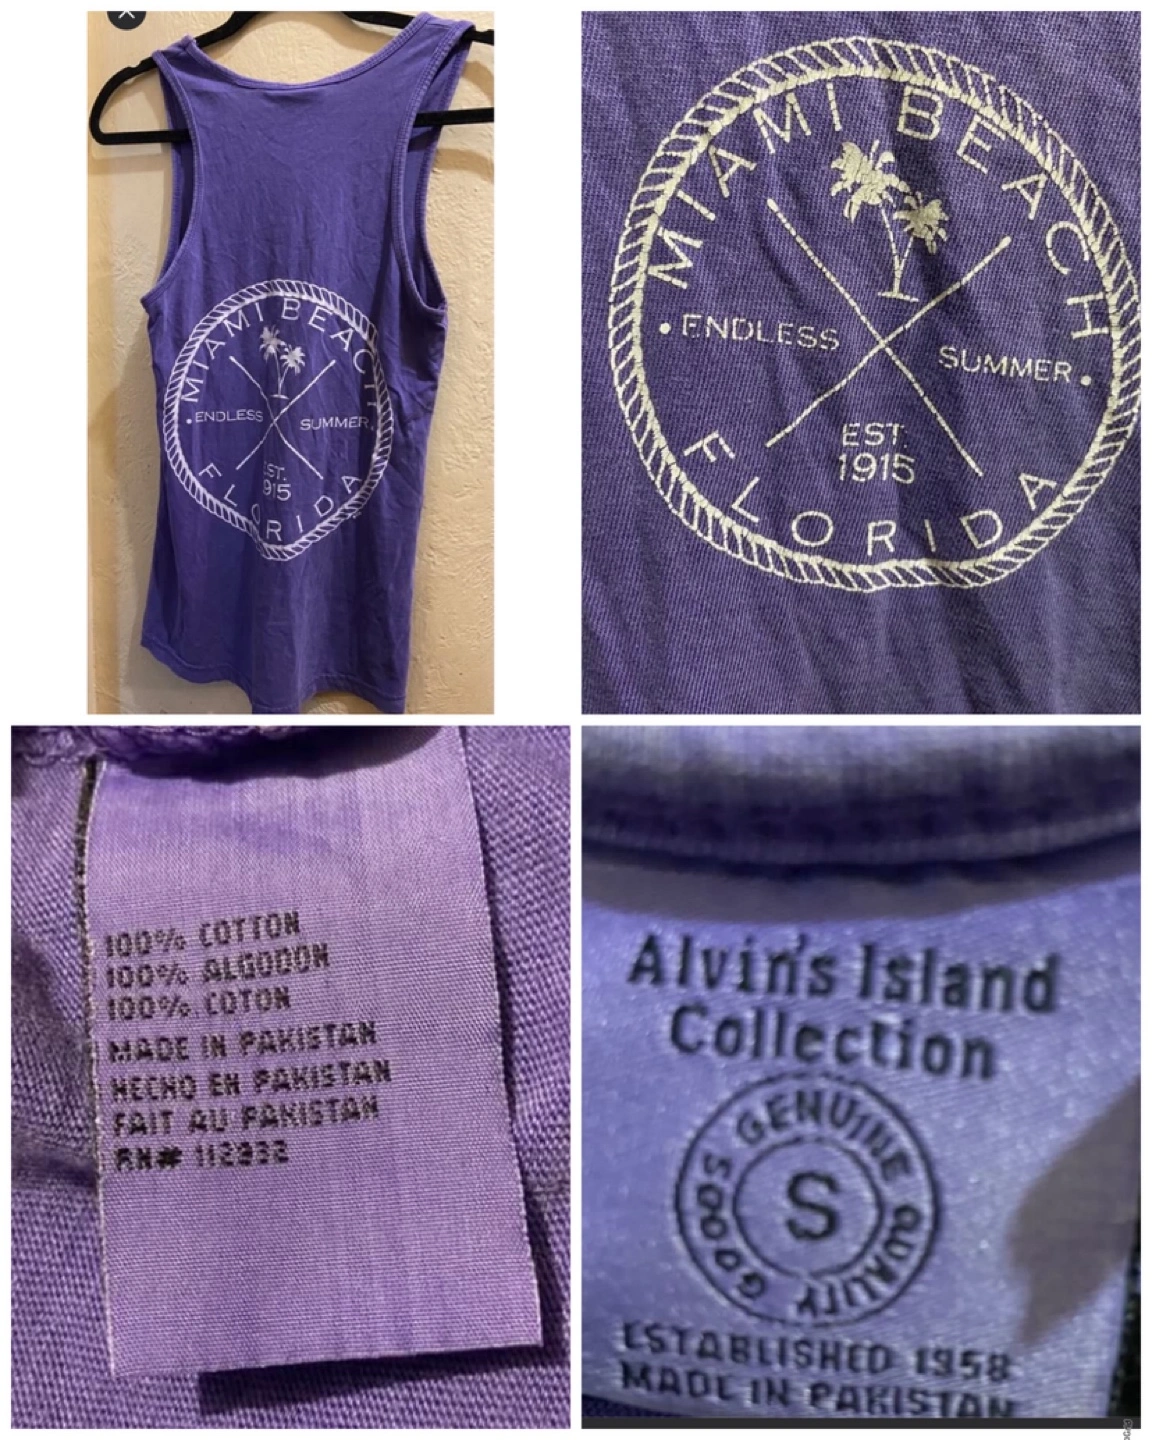 MIAMI BEACH
• ENDLESS SUMMER •
EST.
1915
FLORIDA
MIAMI BEACH
• ENDLESS SUMMER •
EST.
1915
FLORIDA
100% COTTON
100% ALGODON
100% COTON
MADE IN PAKISTAN
HECHO EN PAKISTAN
FAIT AU PAKISTAN
RN# 112932
Alvin's Island
Collection
GENUINE QUALITY GOODS
S
ESTABLISHED 1958
MADE IN PAKISTAN